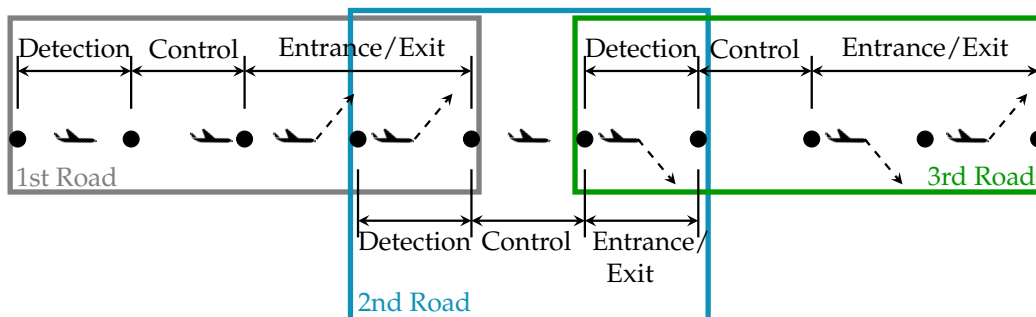 Detection Control Entrance/Exit Detection Control Entrance/Exit
1st Road
3rd Road
Detection Control Entrance/
Exit
2nd Road